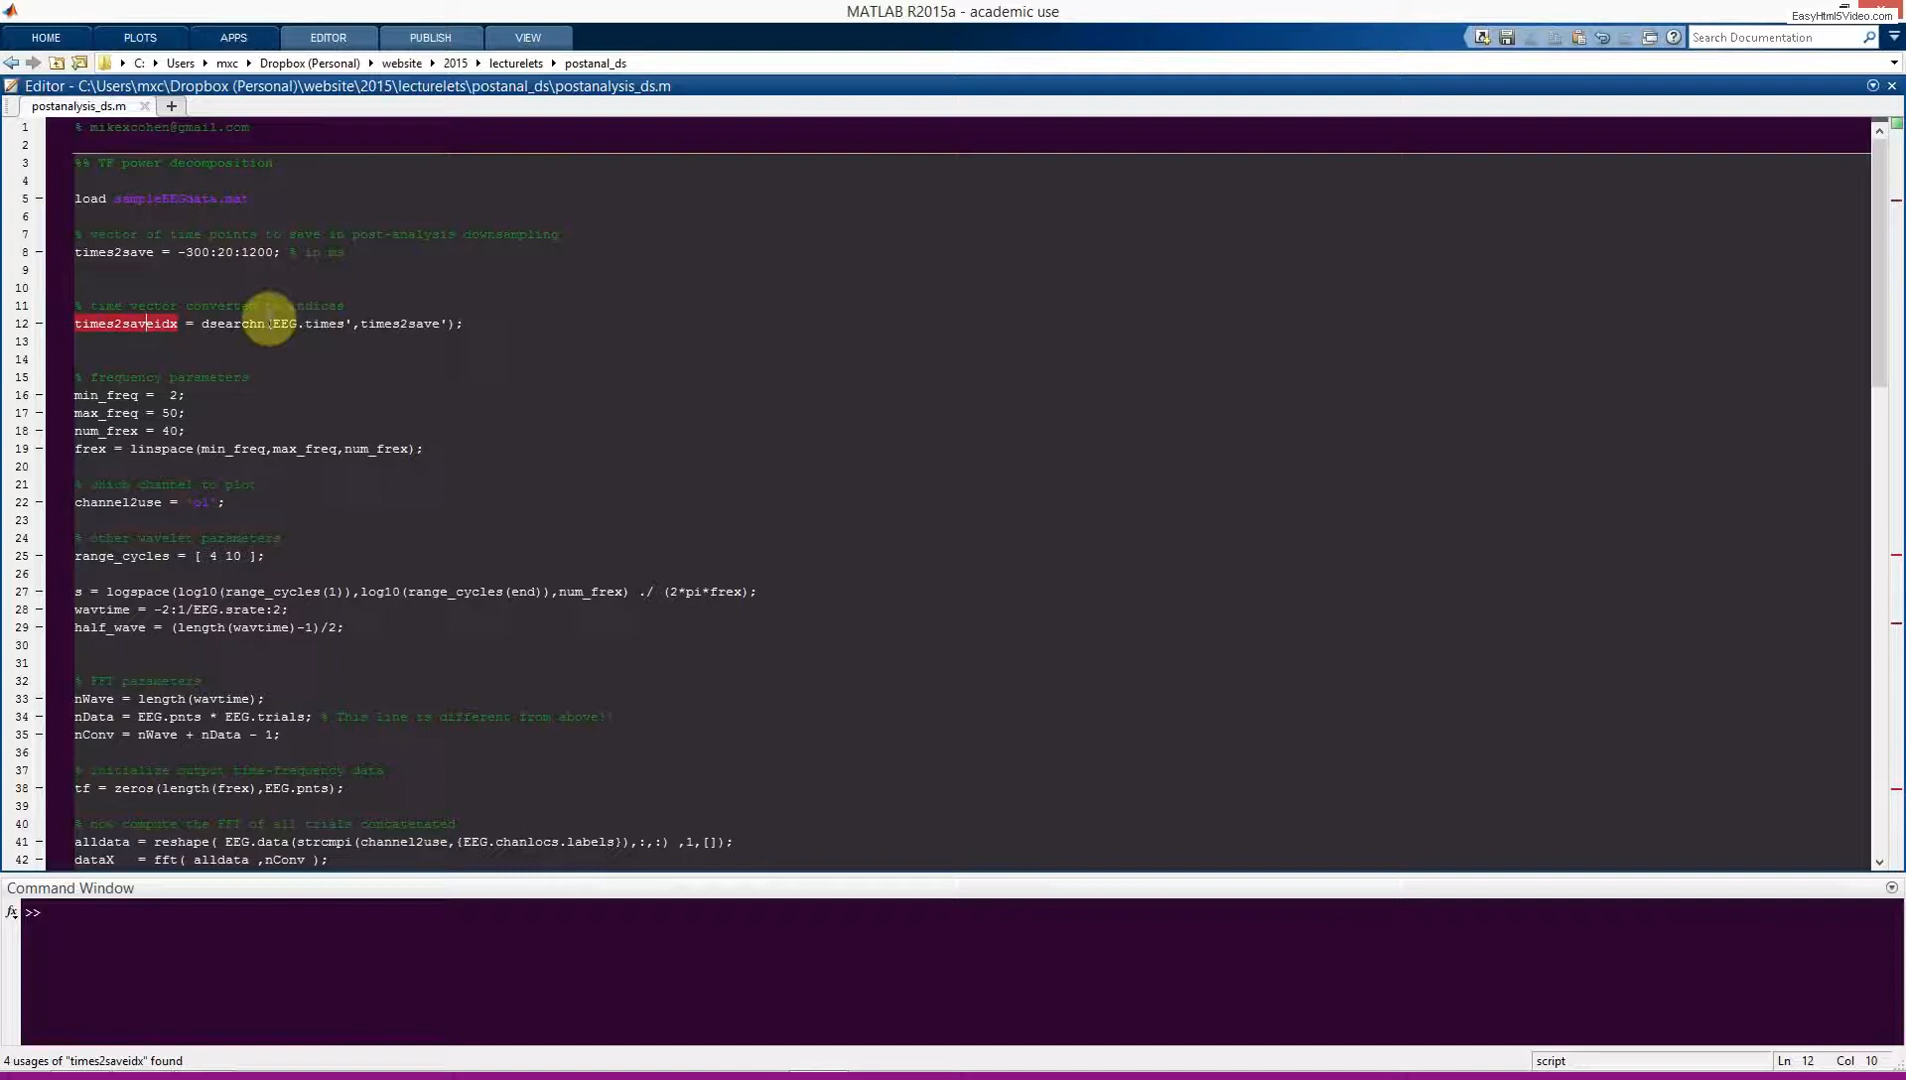 MATLAB R2015a - academic use
EasyHtml5Video.com
HOME PLOTS APPS EDITOR PUBLISH VIEW
Search Documentation
C: Users mxc Dropbox (Personal) website 2015 lecturelets postanal_ds
Editor - C:\Users\mxc\Dropbox (Personal)\website\2015\lecturelets\postanal_ds\postanalysis_ds.m
postanalysis_ds.m
1 % mikexcohen@gmail.com
2
3 %% TF power decomposition
4
5 load sampleEEGdata.mat
6
7 % vector of time points to save in post-analysis downsampling
8 times2save = -300:20:1200; % in ms
9
10
11 % time vector converted to indices
12 times2saveidx = dsearchn(EEG.times',times2save');
13
14
15 % frequency parameters
16 min_freq =  2;
17 max_freq = 50;
18 num_frex = 40;
19 frex = linspace(min_freq,max_freq,num_frex);
20
21 % which channel to plot
22 channel2use = 'o1';
23
24 % other wavelet parameters
25 range_cycles = [ 4 10 ];
26
27 s = logspace(log10(range_cycles(1)),log10(range_cycles(end)),num_frex) ./ (2*pi*frex);
28 wavtime = -2:1/EEG.srate:2;
29 half_wave = (length(wavtime)-1)/2;
30
31
32 % FFT parameters
33 nWave = length(wavtime);
34 nData = EEG.pnts * EEG.trials; % This line is different from above!!
35 nConv = nWave + nData - 1;
36
37 % initialize output time-frequency data
38 tf = zeros(length(frex),EEG.pnts);
39
40 % now compute the FFT of all trials concatenated
41 alldata = reshape( EEG.data(strcmpi(channel2use,{EEG.chanlocs.labels}),:,:) ,1,[]);
42 dataX   = fft( alldata ,nConv );
Command Window
fx >>
4 usages of "times2saveidx" found
script
Ln 12 Col 10